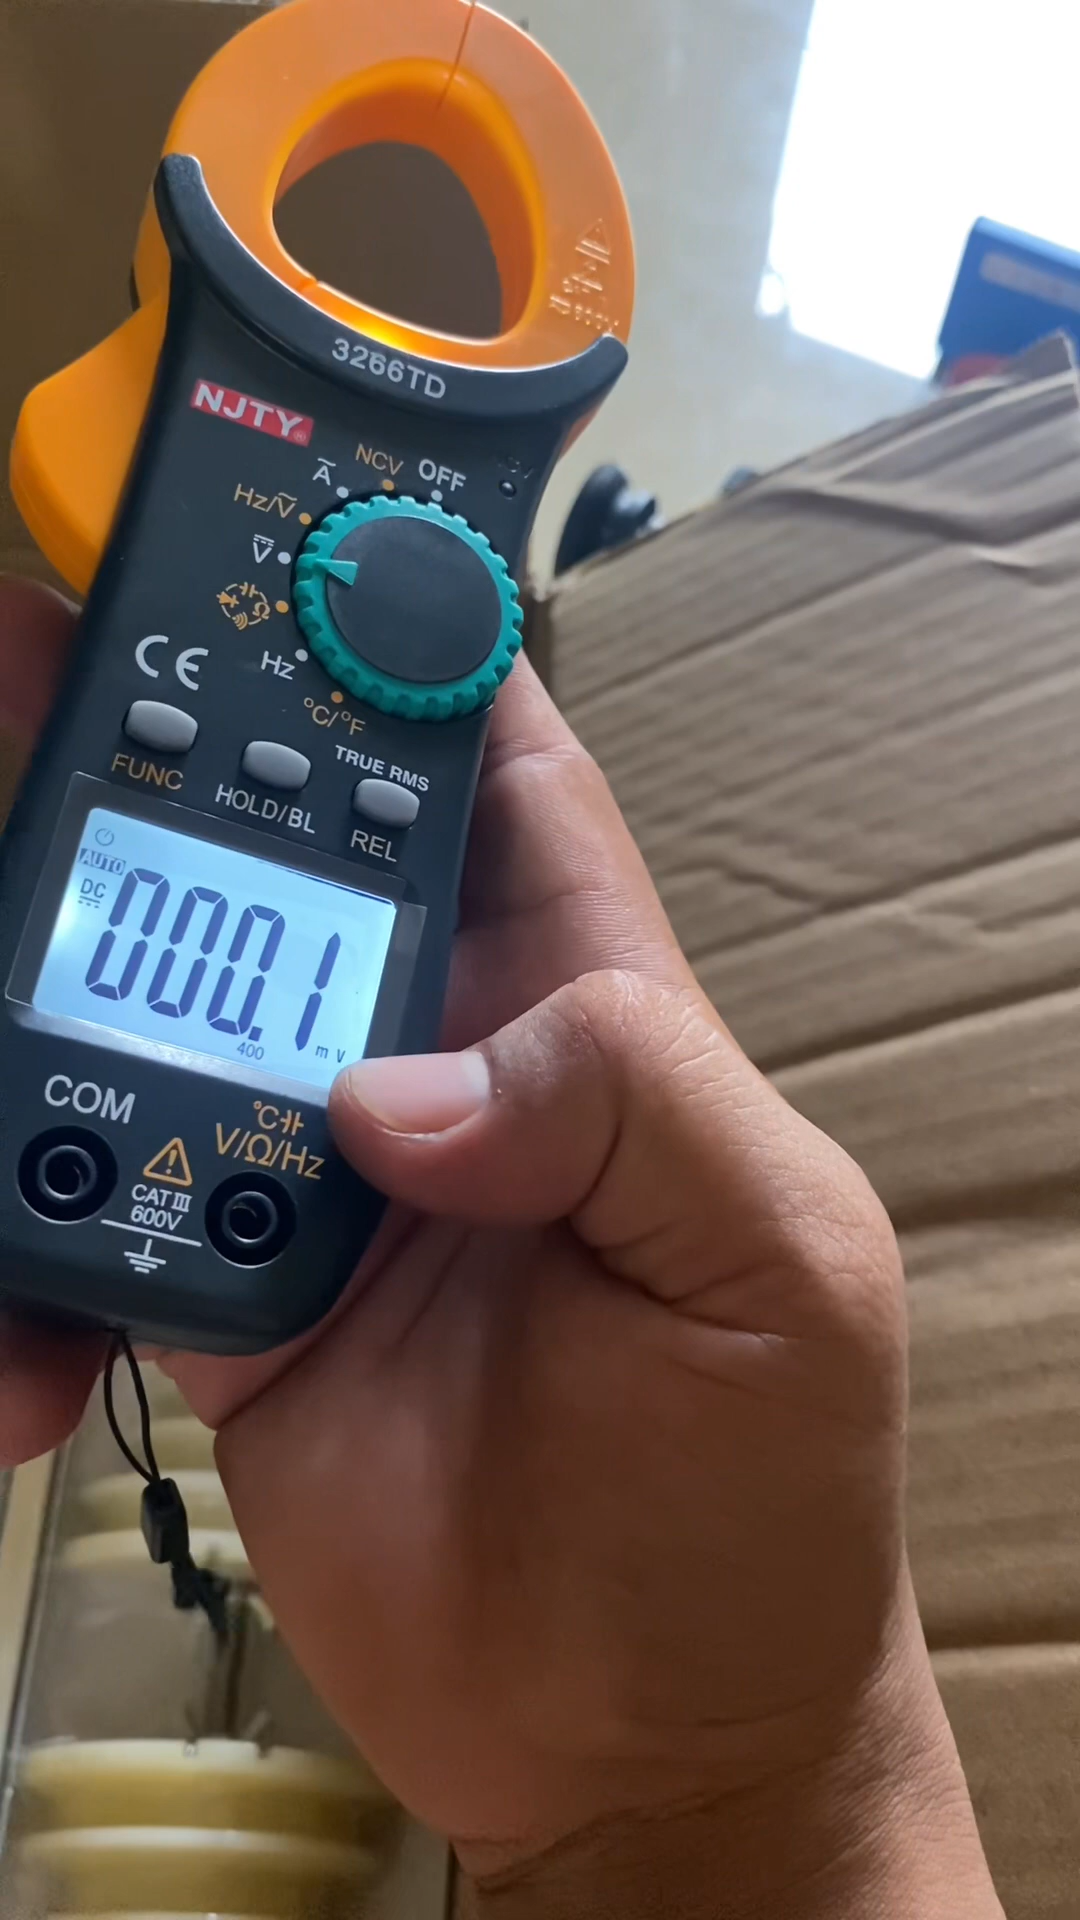 3266TD
NJTY®
NCV
OFF
A
Hz/V
V
Ω
Hz
°C/°F
CE
FUNC
HOLD/BL
TRUE RMS
REL
AUTO
DC
000.1
400
mV
COM
°C
V/Ω/Hz
CAT III
600V